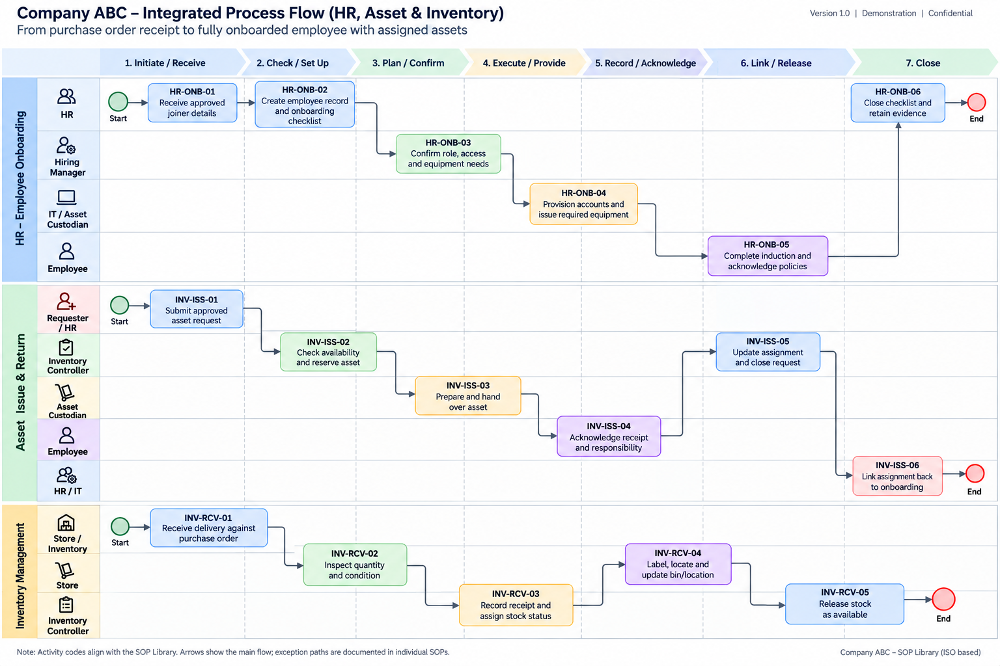 Company ABC – Integrated Process Flow (HR, Asset & Inventory)
Version 1.0 | Demonstration | Confidential
From purchase order receipt to fully onboarded employee with assigned assets
1. Initiate / Receive
2. Check / Set Up
3. Plan / Confirm
4. Execute / Provide
5. Record / Acknowledge
6. Link / Release
7. Close
HR – Employee Onboarding
HR
Start
HR-ONB-01
Receive approved
joiner details
HR-ONB-02
Create employee record
and onboarding
checklist
HR-ONB-06
Close checklist and
retain evidence
End
Hiring
Manager
HR-ONB-03
Confirm role, access
and equipment needs
IT / Asset
Custodian
HR-ONB-04
Provision accounts and
issue required equipment
Employee
HR-ONB-05
Complete induction and
acknowledge policies
Asset Issue & Return
Requester
/ HR
Start
INV-ISS-01
Submit approved
asset request
Inventory
Controller
INV-ISS-02
Check availability
and reserve asset
INV-ISS-05
Update assignment
and close request
Asset
Custodian
INV-ISS-03
Prepare and hand
over asset
Employee
INV-ISS-04
Acknowledge receipt
and responsibility
HR / IT
INV-ISS-06
Link assignment back
to onboarding
End
Inventory Management
Store /
Inventory
Start
INV-RCV-01
Receive delivery against
purchase order
Store
INV-RCV-02
Inspect quantity
and condition
INV-RCV-04
Label, locate and
update bin/location
Inventory
Controller
INV-RCV-03
Record receipt and
assign stock status
INV-RCV-05
Release stock
as available
End
Note: Activity codes align with the SOP Library. Arrows show the main flow; exception paths are documented in individual SOPs.
Company ABC – SOP Library (ISO based)